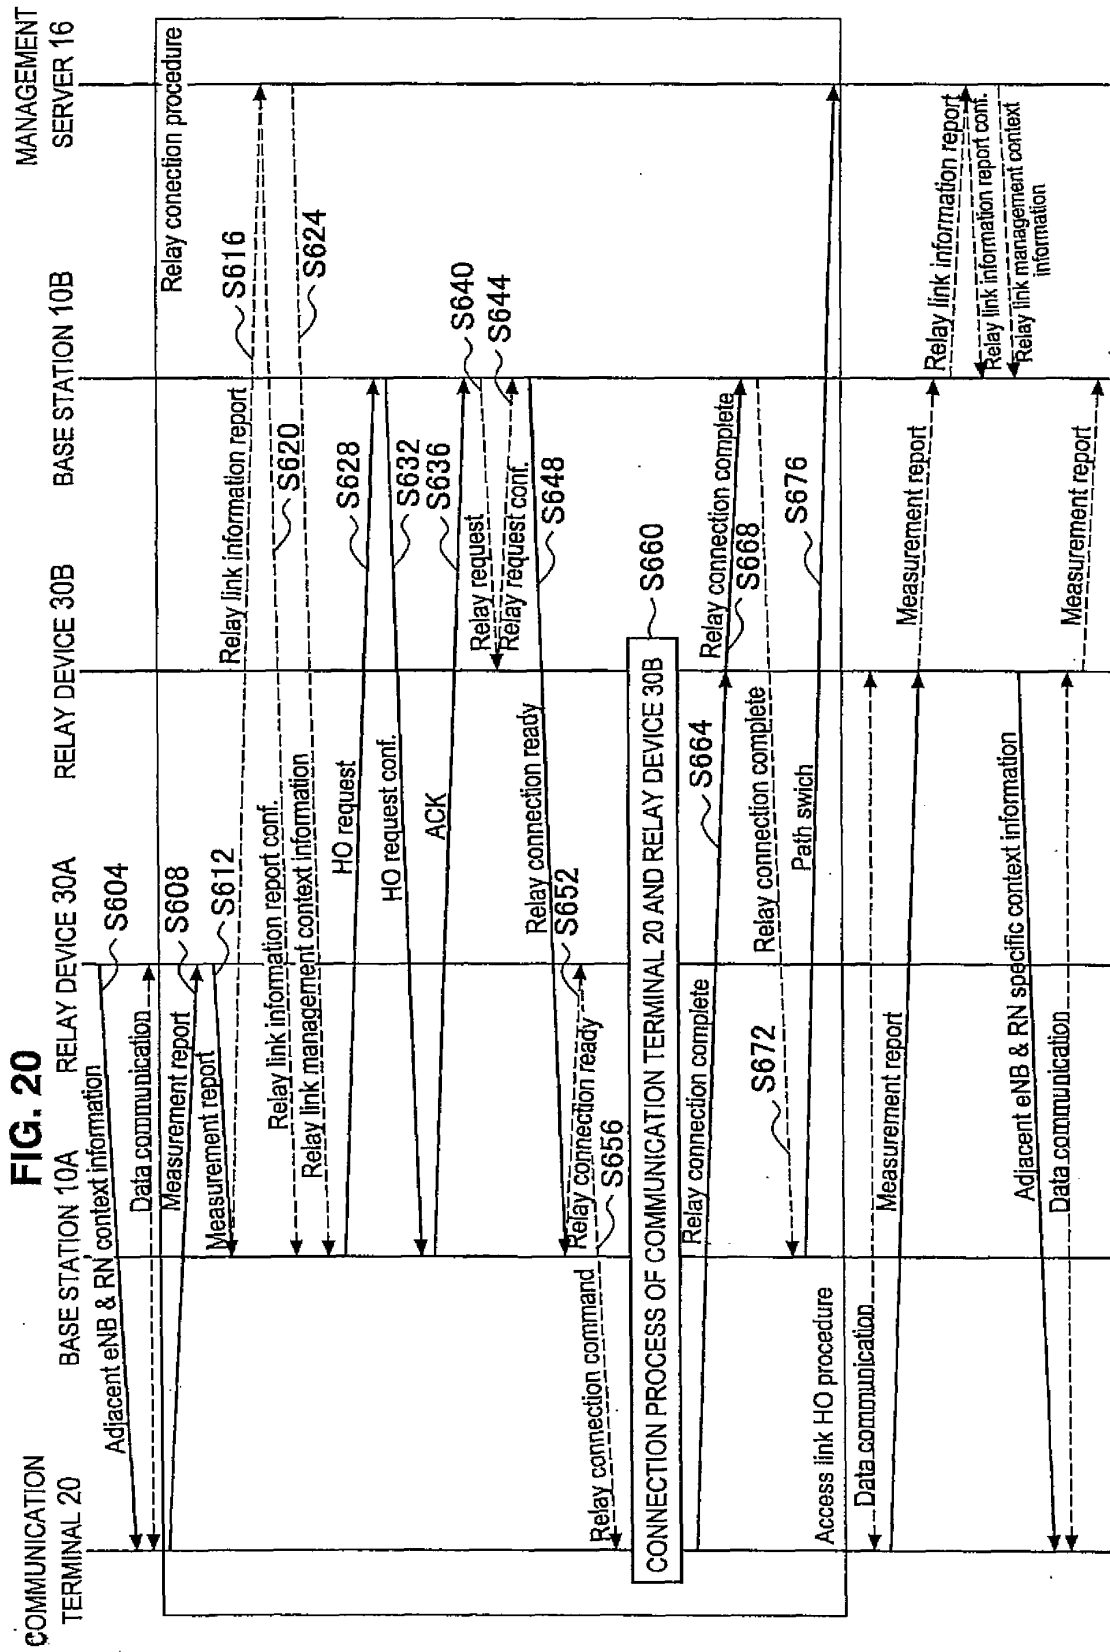 FIG. 20
COMMUNICATION
TERMINAL 20
BASE STATION 10A
RELAY DEVICE 30A
RELAY DEVICE 30B
BASE STATION 10B
MANAGEMENT
SERVER 16
Adjacent eNB & RN context information
S604
Data communication
Relay conection procedure
Measurement report
S608
Measurement report
S612
Relay link information report
S616
Relay link information report conf.
S620
Relay link management context information
S624
HO request
S628
HO request conf.
S632
ACK
S636
Relay request
S640
Relay request conf.
S644
Relay connection ready
S648
Relay connection ready
S652
Relay connection command
S656
CONNECTION PROCESS OF COMMUNICATION TERMINAL 20 AND RELAY DEVICE 30B
S660
Relay connection complete
S664
Relay connection complete
S668
Relay connection complete
S672
Path swich
S676
Access link HO procedure
Data communication
Measurement report
Measurement report
Relay link information report
Relay link information report conf.
Relay link management context
information
Adjacent eNB & RN specific context information
Data communication
Measurement report